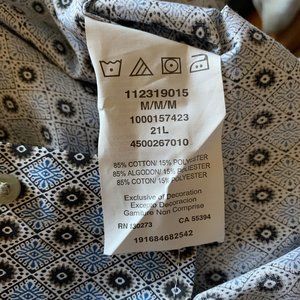 112319015
M/M/M
1000157423
21L
4500267010
85% COTTON/ 15% POLYESTER
85% ALGODON/ 15% POLIESTER
85% COTON/ 15% POLYESTER
Exclusive of Decoration
Excepto Decoracion
Garniture Non Comprise
RN 130273 CA 55394
191684682542